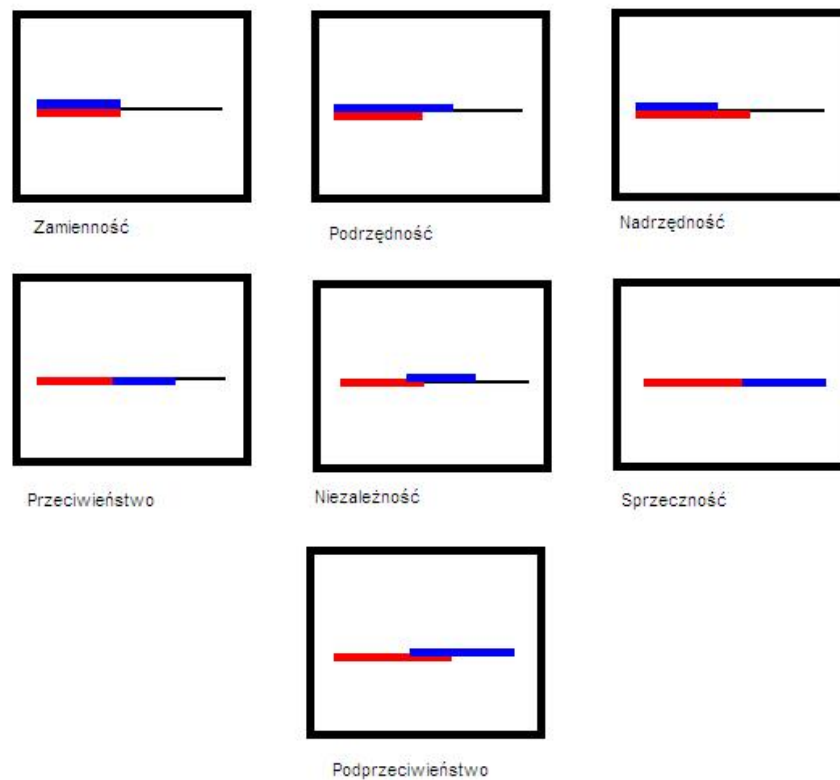 Zamienność
Podrzędność
Nadrzędność
Przeciwieństwo
Niezależność
Sprzeczność
Podprzeciwieństwo